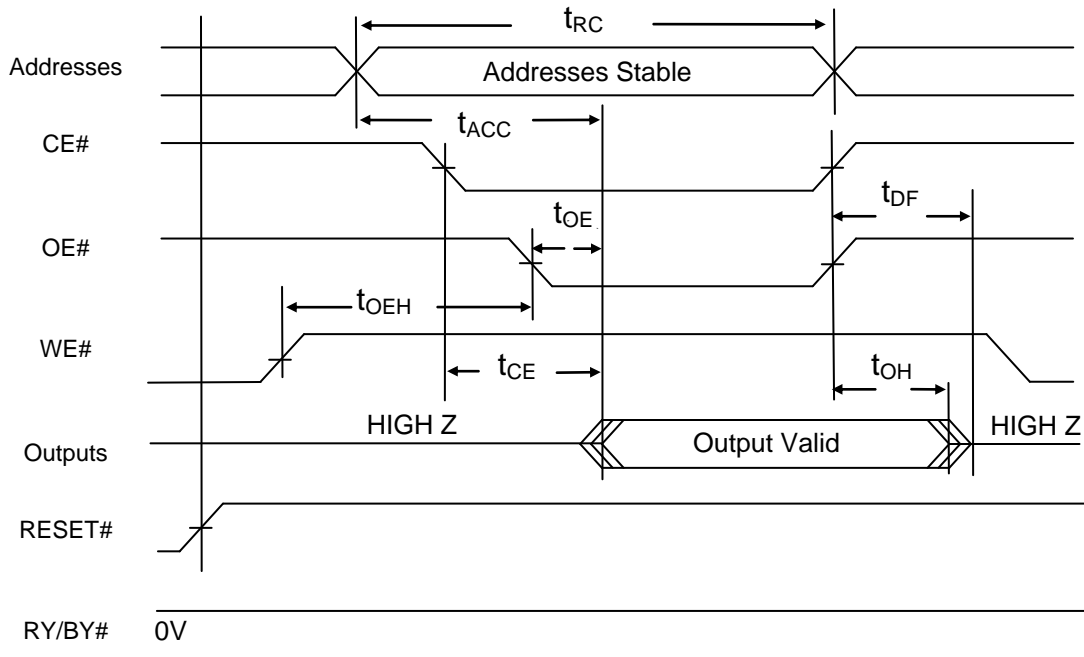 tRC
Addresses
Addresses Stable
tACC
CE#
tDF
tOE
OE#
tOEH
WE#
tCE
tOH
HIGH Z
Output Valid
HIGH Z
Outputs
RESET#
RY/BY#
0V